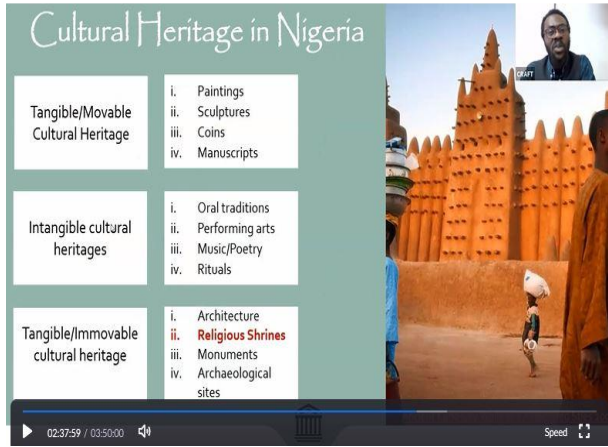 Cultural Heritage in Nigeria
Tangible/Movable
Cultural Heritage
i. Paintings
ii. Sculptures
iii. Coins
iv. Manuscripts
Intangible cultural
heritages
i. Oral traditions
ii. Performing arts
iii. Music/Poetry
iv. Rituals
Tangible/Immovable
cultural heritage
i. Architecture
ii. Religious Shrines
iii. Monuments
iv. Archaeological
sites
CRAFT
02:37:59 / 03:50:00
Speed